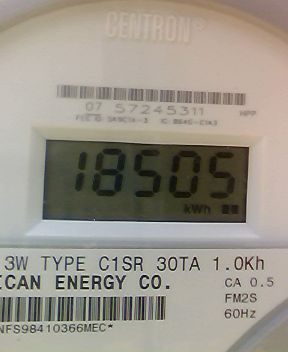 CENTRON®
07 57245311
18505
kWh
3W TYPE C1SR 30TA 1.0Kh
ICAN ENERGY CO.
CA 0.5
FM2S
60Hz
NFS98410366MEC*